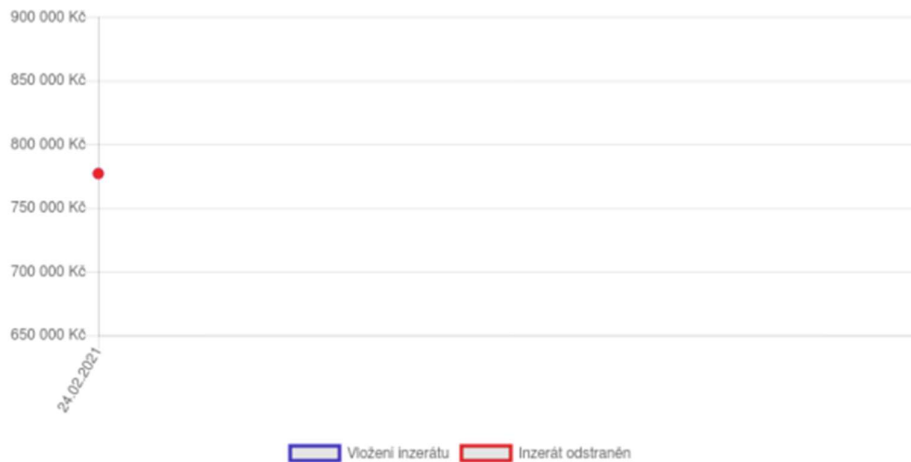 900 000 Kč
850 000 Kč
800 000 Kč
750 000 Kč
700 000 Kč
650 000 Kč
24.02.2021
Vložení inzerátu Inzerát odstraněn